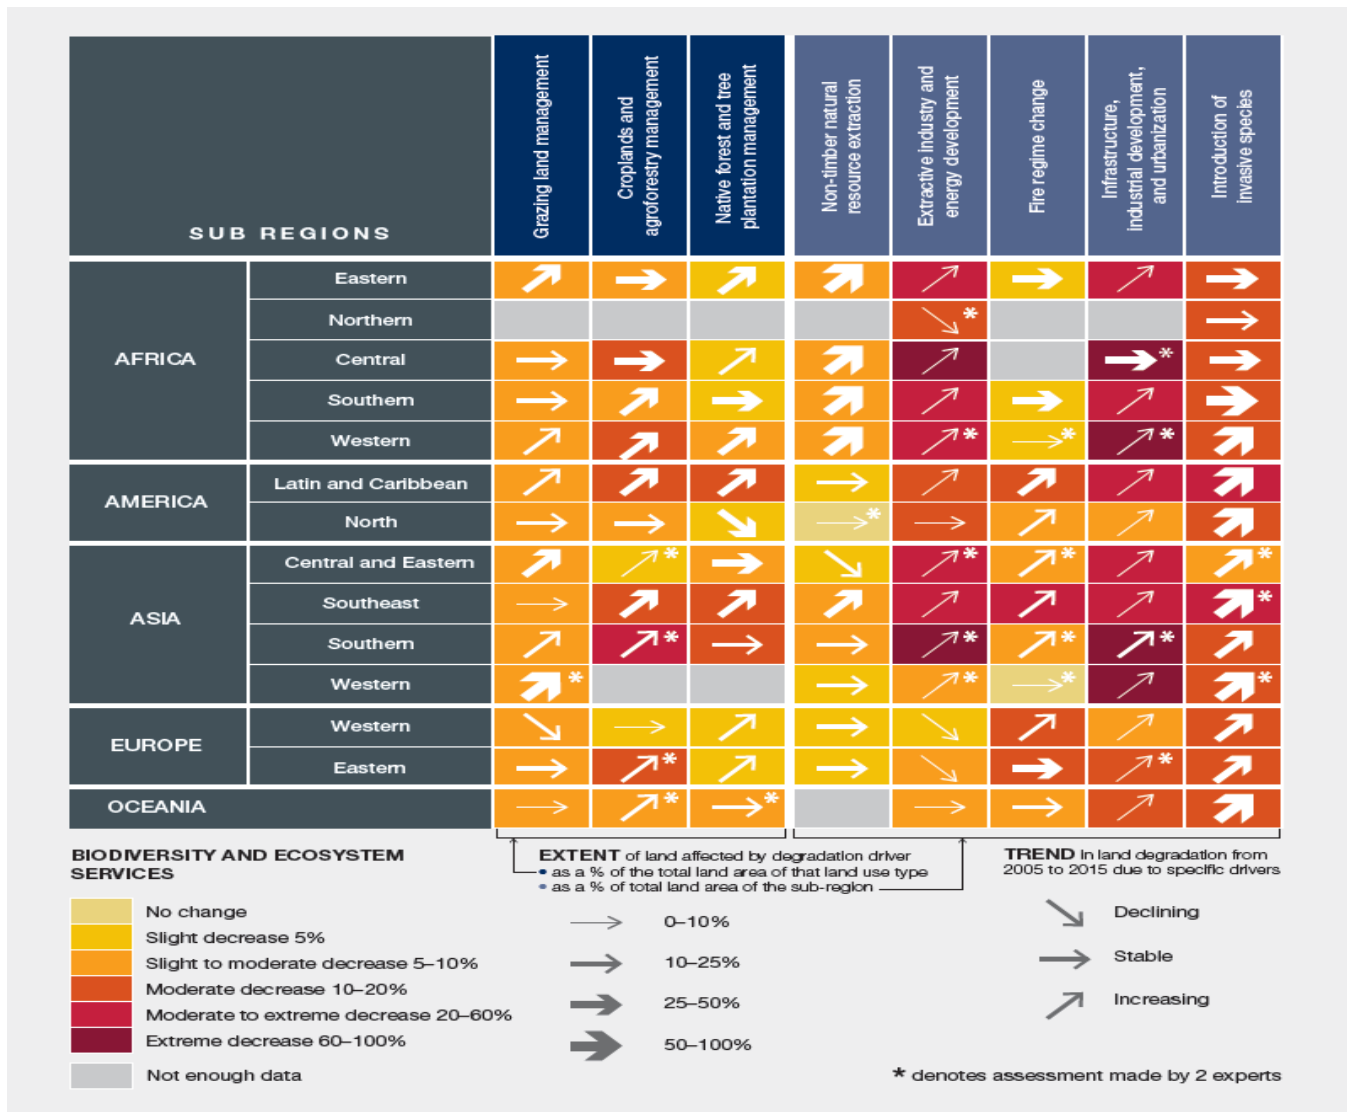 Grazing land management
Croplands and
agroforestry management
Native forest and tree
plantation management
Non-timber natural
resource extraction
Extractive industry and
energy development
Fire regime change
Infrastructure,
industrial development,
and urbanization
Introduction of
invasive species
SUB REGIONS
AFRICA
Eastern
Northern
*
Central
*
Southern
Western
* * *
AMERICA
Latin and Caribbean
North
*
ASIA
Central and Eastern
* * * *
Southeast
*
Southern
* * * *
Western
* * * *
EUROPE
Western
Eastern
* *
OCEANIA
* *
BIODIVERSITY AND ECOSYSTEM
SERVICES
No change
Slight decrease 5%
Slight to moderate decrease 5–10%
Moderate decrease 10–20%
Moderate to extreme decrease 20–60%
Extreme decrease 60–100%
Not enough data
EXTENT of land affected by degradation driver
• as a % of the total land area of that land use type
• as a % of total land area of the sub-region
0–10%
10–25%
25–50%
50–100%
TREND in land degradation from
2005 to 2015 due to specific drivers
Declining
Stable
Increasing
* denotes assessment made by 2 experts